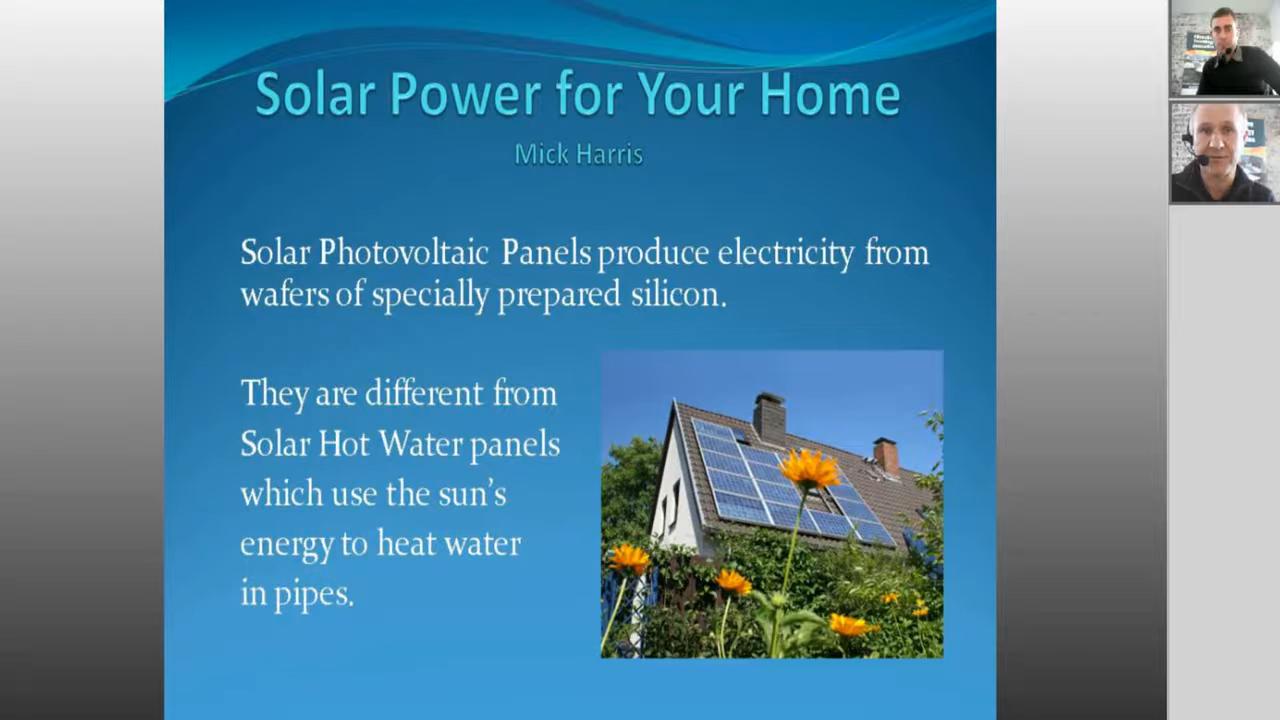 Solar Power for Your Home
Mick Harris
Solar Photovoltaic Panels produce electricity from
wafers of specially prepared silicon.
They are different from
Solar Hot Water panels
which use the sun's
energy to heat water
in pipes.